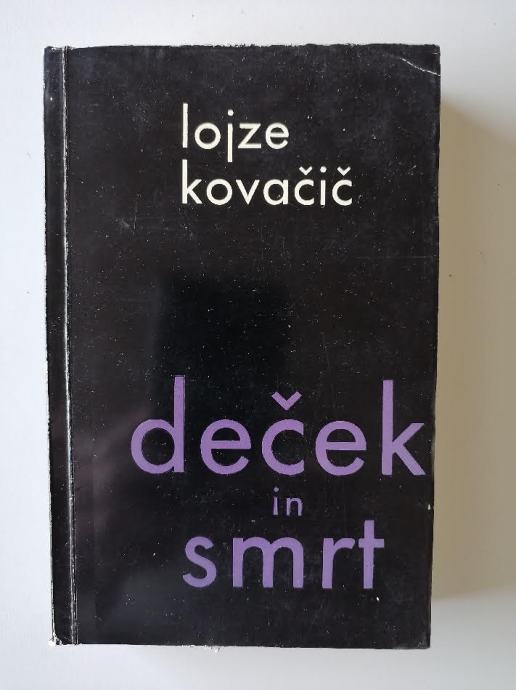 lojze
kovačič
deček
in
smrt